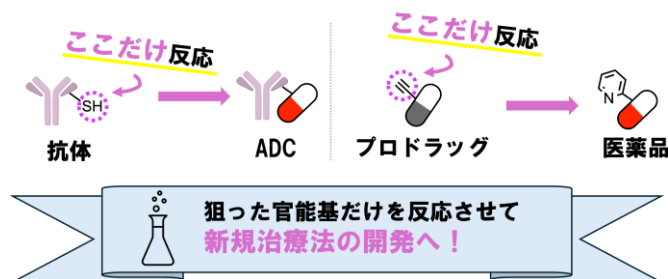 ここだけ反応
ここだけ反応
SH
N
抗体
ADC
プロドラッグ
医薬品
狙った官能基だけを反応させて
新規治療法の開発へ！